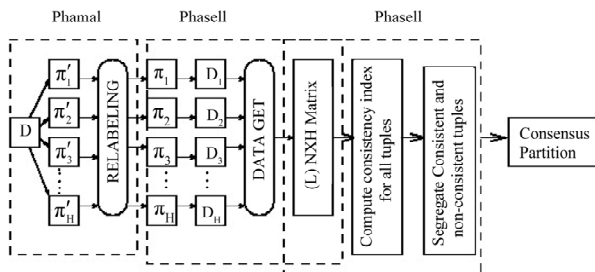 Phamal
Phasell
Phasell
D
π′1
π′2
π′3
π′H
RELABELING
π1
π2
π3
πH
D1
D2
D3
DH
DATA GET
(L) NXH Matrix
Compute consistency index
for all tuples
Segregate Consistent and
non-consistent tuples
Consensus
Partition